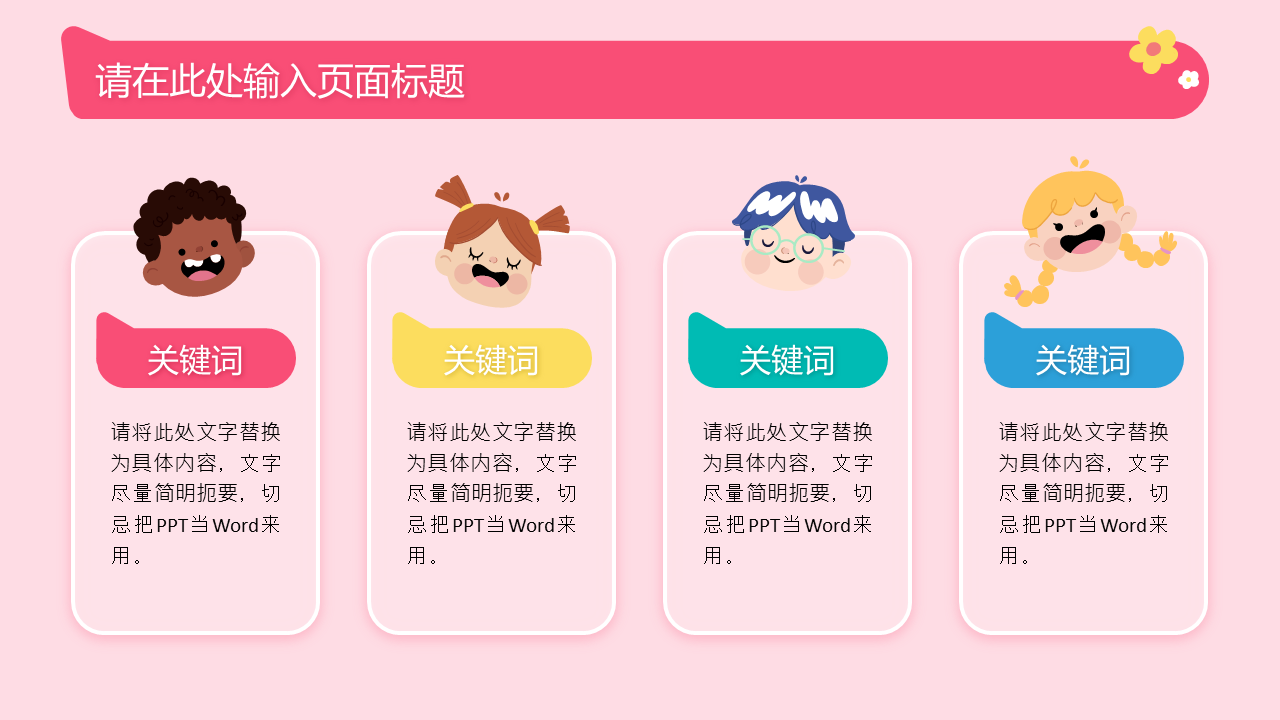 请在此处输入页面标题
关键词
请将此处文字替换
为具体内容，文字
尽量简明扼要，切
忌把PPT当Word来
用。
关键词
请将此处文字替换
为具体内容，文字
尽量简明扼要，切
忌把PPT当Word来
用。
关键词
请将此处文字替换
为具体内容，文字
尽量简明扼要，切
忌把PPT当Word来
用。
关键词
请将此处文字替换
为具体内容，文字
尽量简明扼要，切
忌把PPT当Word来
用。